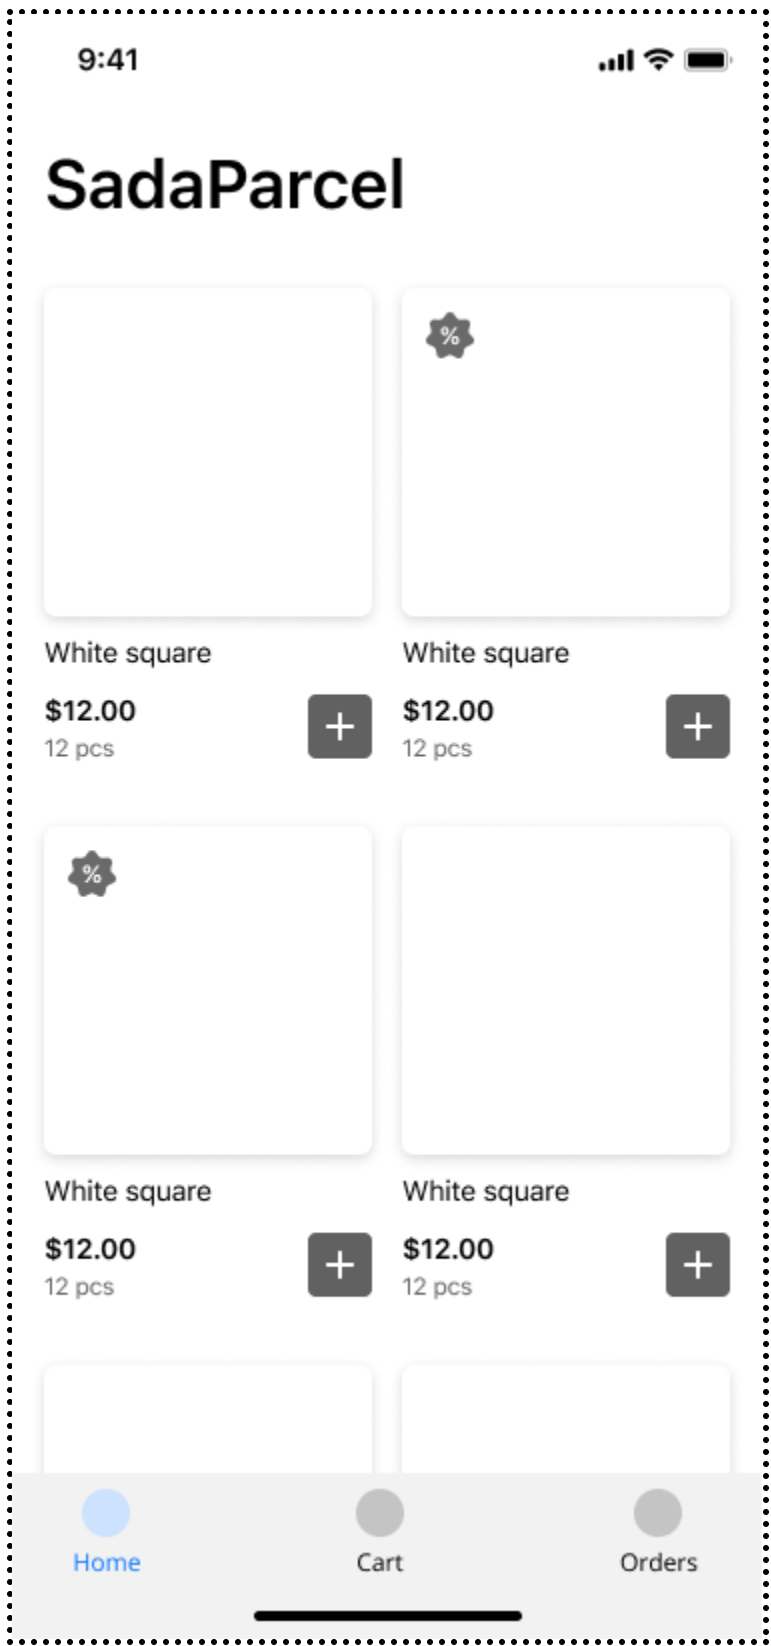 9:41
SadaParcel
%
White square White square
$12.00 $12.00
12 pcs 12 pcs
%
White square White square
$12.00 $12.00
12 pcs 12 pcs
Home Cart Orders